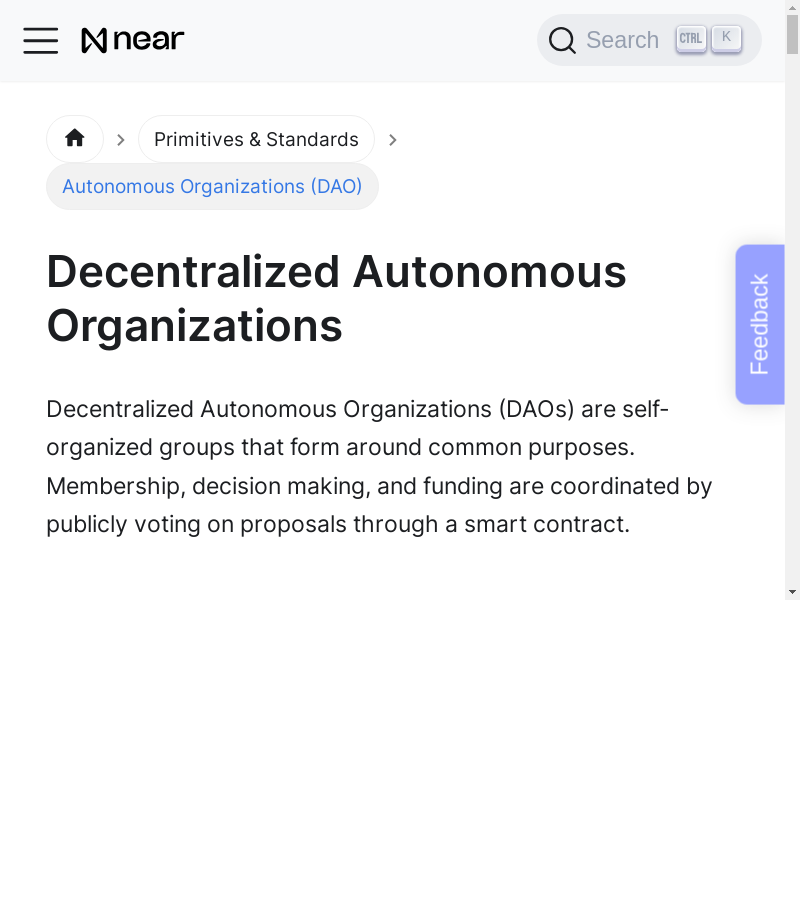 near
Search CTRL K
Primitives & Standards
Autonomous Organizations (DAO)
Decentralized Autonomous
Organizations
Feedback
Decentralized Autonomous Organizations (DAOs) are self-
organized groups that form around common purposes.
Membership, decision making, and funding are coordinated by
publicly voting on proposals through a smart contract.